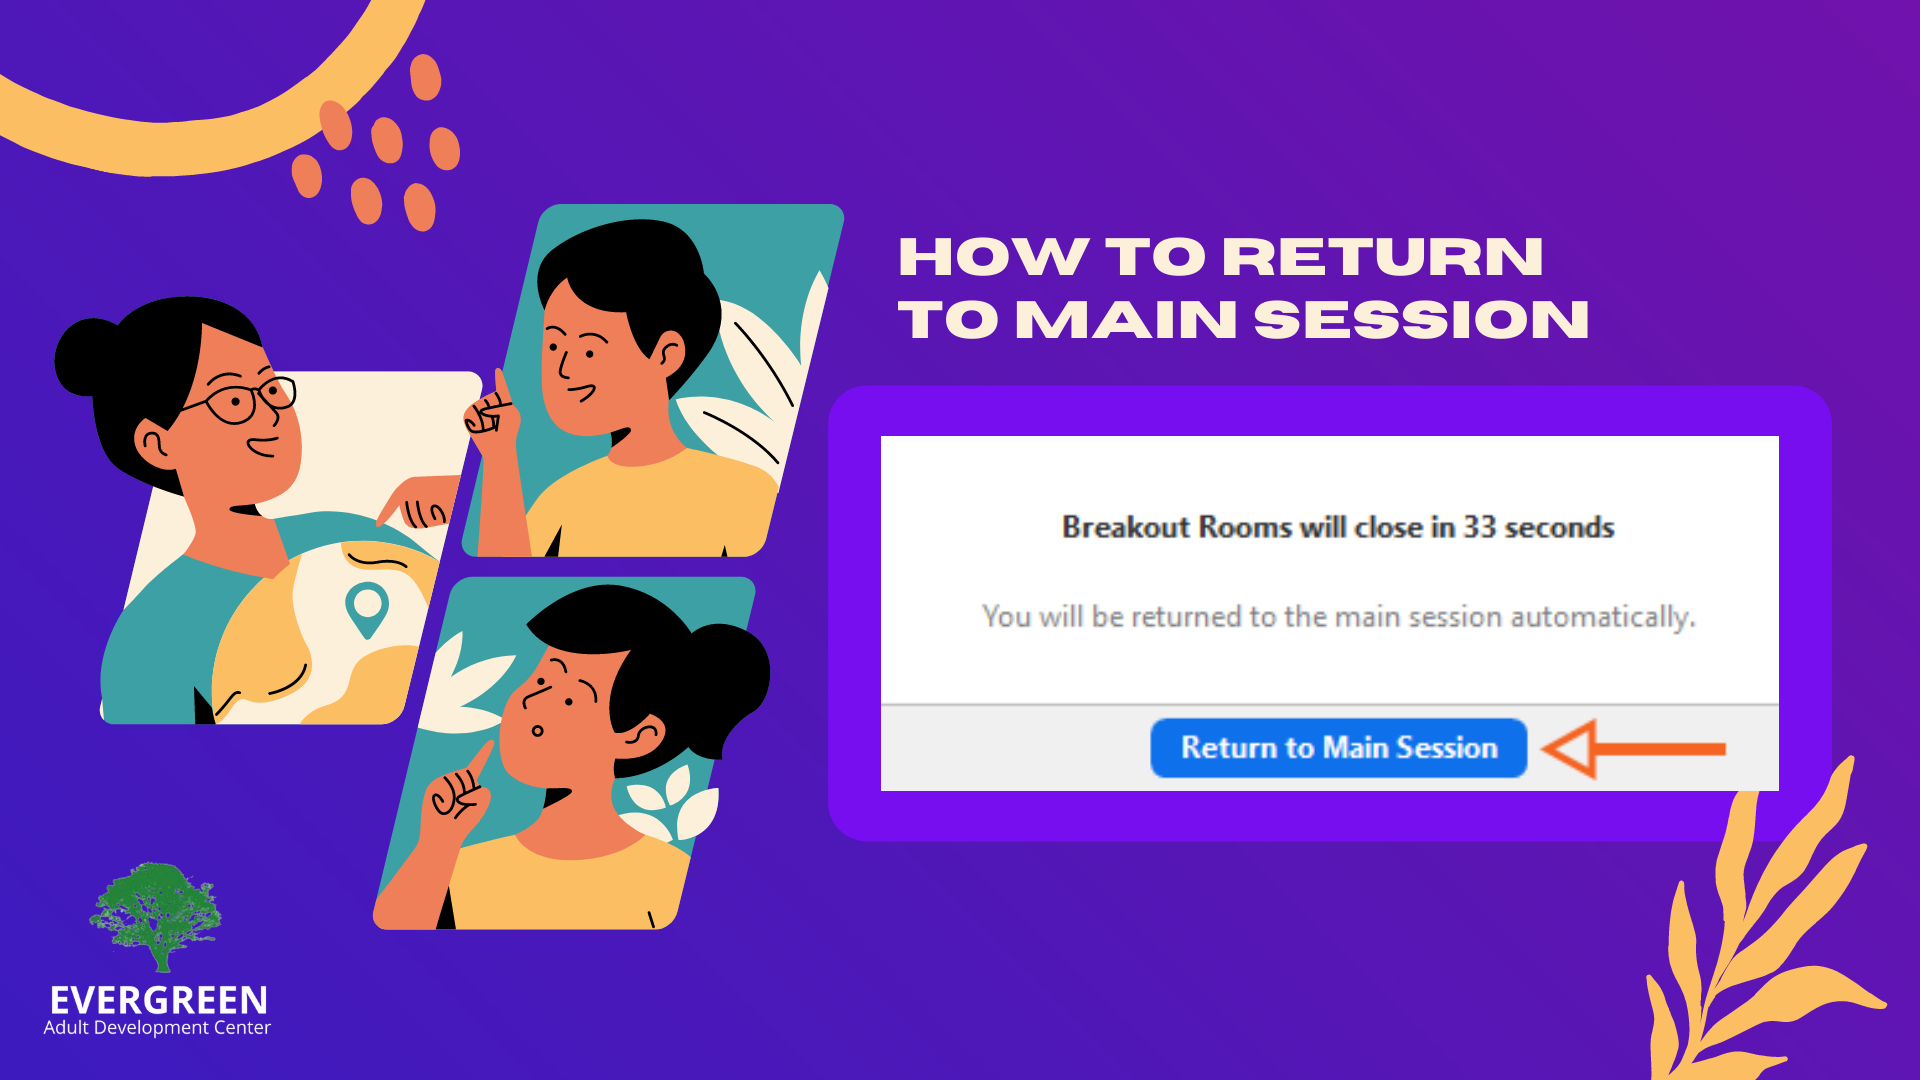 HOW TO RETURN
TO MAIN SESSION
Breakout Rooms will close in 33 seconds
You will be returned to the main session automatically.
Return to Main Session
EVERGREEN
Adult Development Center